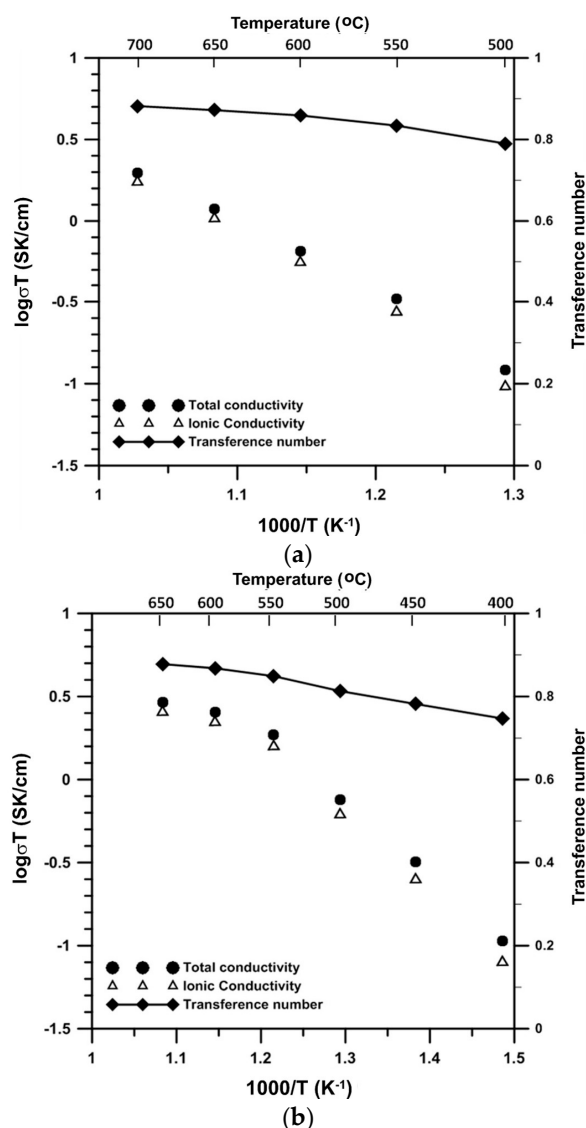 Temperature (ºC)
700 650 600 550 500
1 1
0.5 0.8
0 0.6
-0.5 0.4
-1 0.2
-1.5 0
logσT (SK/cm)
Transference number
Total conductivity
Ionic Conductivity
Transference number
1 1.1 1.2 1.3
1000/T (K⁻¹)
(a)
Temperature (ºC)
650 600 550 500 450 400
1 1
0.5 0.8
0 0.6
-0.5 0.4
-1 0.2
-1.5 0
logσT (SK/cm)
Transference number
Total conductivity
Ionic Conductivity
Transference number
1 1.1 1.2 1.3 1.4 1.5
1000/T (K⁻¹)
(b)